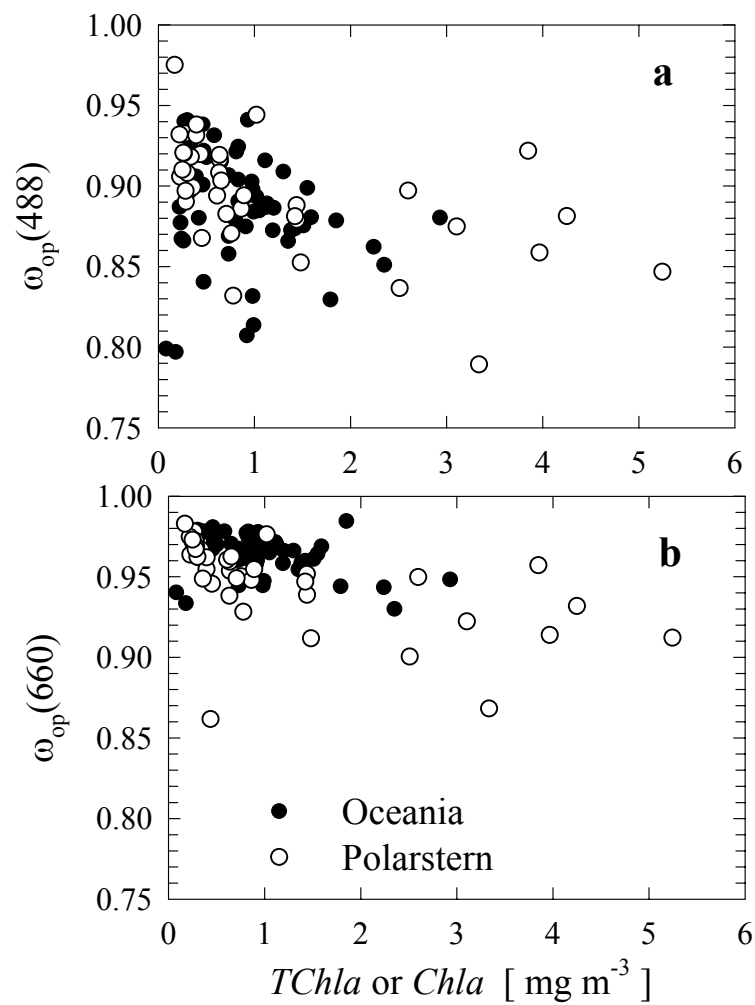 1.00
a
0.95
0.90
ω_op(488)
0.85
0.80
0.75
0 1 2 3 4 5 6
1.00
b
0.95
0.90
ω_op(660)
0.85
0.80
Oceania
Polarstern
0.75
0 1 2 3 4 5 6
TChla or Chla [ mg m⁻³ ]